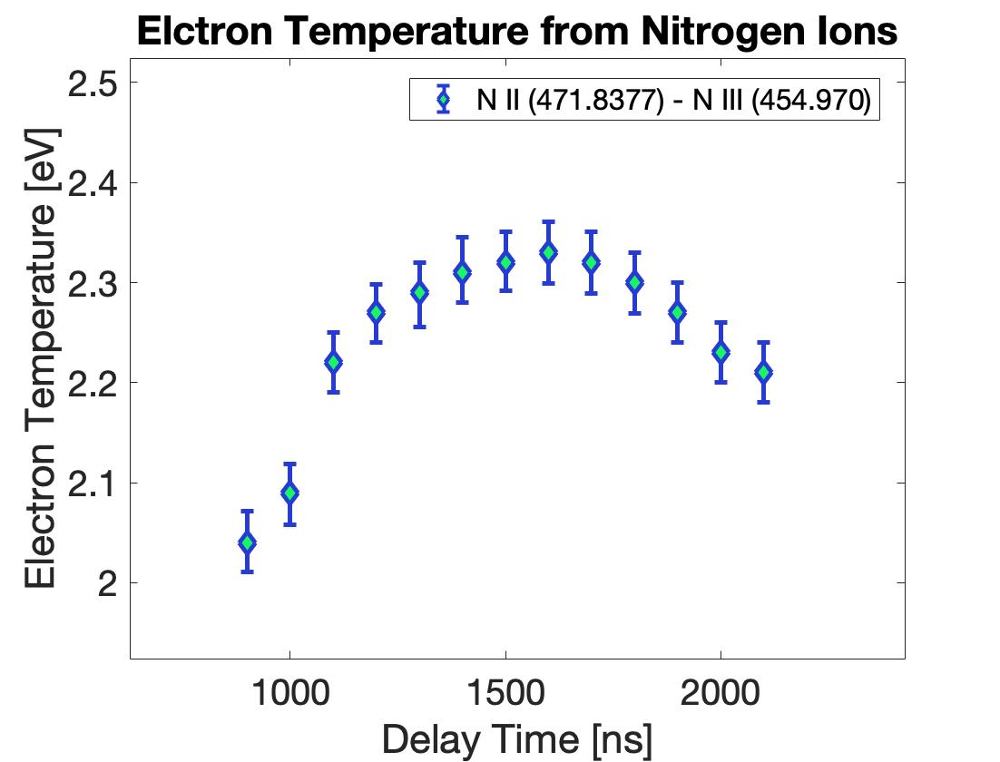 Elctron Temperature from Nitrogen Ions
N II (471.8377) - N III (454.970)
Electron Temperature [eV]
2.5
2.4
2.3
2.2
2.1
2
1000 1500 2000
Delay Time [ns]